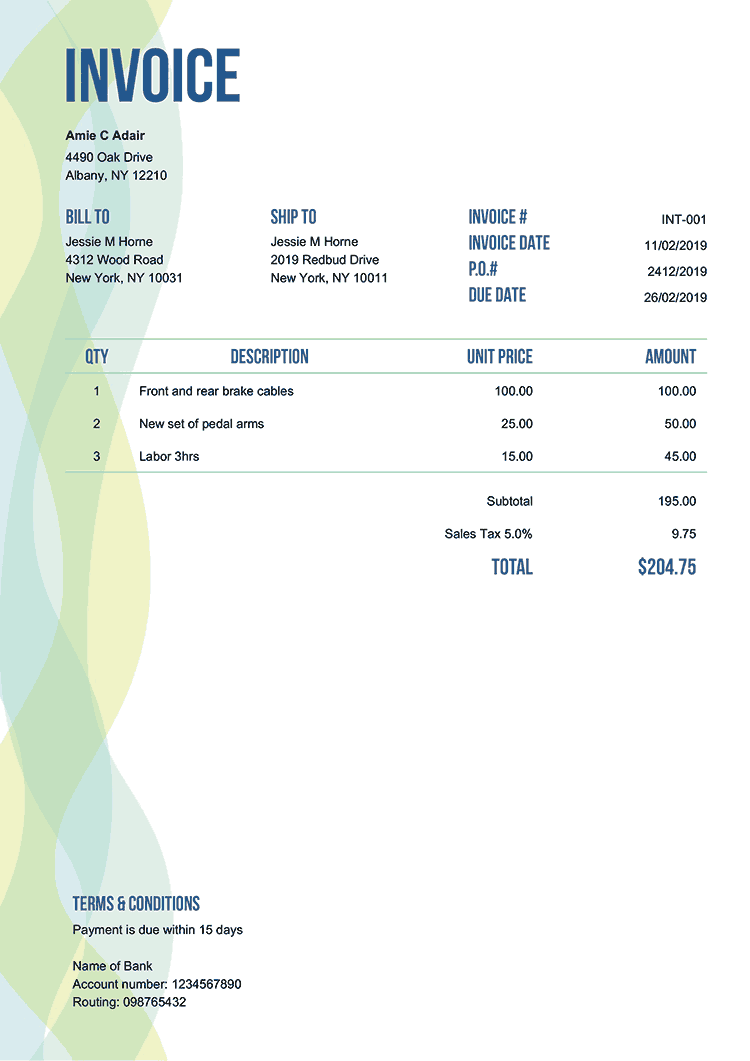 INVOICE
Amie C Adair
4490 Oak Drive
Albany, NY 12210
BILL TO
Jessie M Horne
4312 Wood Road
New York, NY 10031
SHIP TO
Jessie M Horne
2019 Redbud Drive
New York, NY 10011
INVOICE # INT-001
INVOICE DATE 11/02/2019
P.O.# 2412/2019
DUE DATE 26/02/2019
QTY DESCRIPTION UNIT PRICE AMOUNT
1 Front and rear brake cables 100.00 100.00
2 New set of pedal arms 25.00 50.00
3 Labor 3hrs 15.00 45.00
Subtotal 195.00
Sales Tax 5.0% 9.75
TOTAL $204.75
TERMS & CONDITIONS
Payment is due within 15 days
Name of Bank
Account number: 1234567890
Routing: 098765432